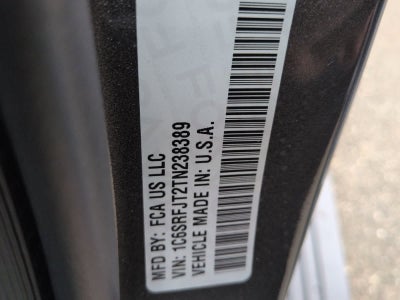 MFD BY: FCA US LLC
VIN: 1C6SRFJT2TN238389
VEHICLE MADE IN: U.S.A.